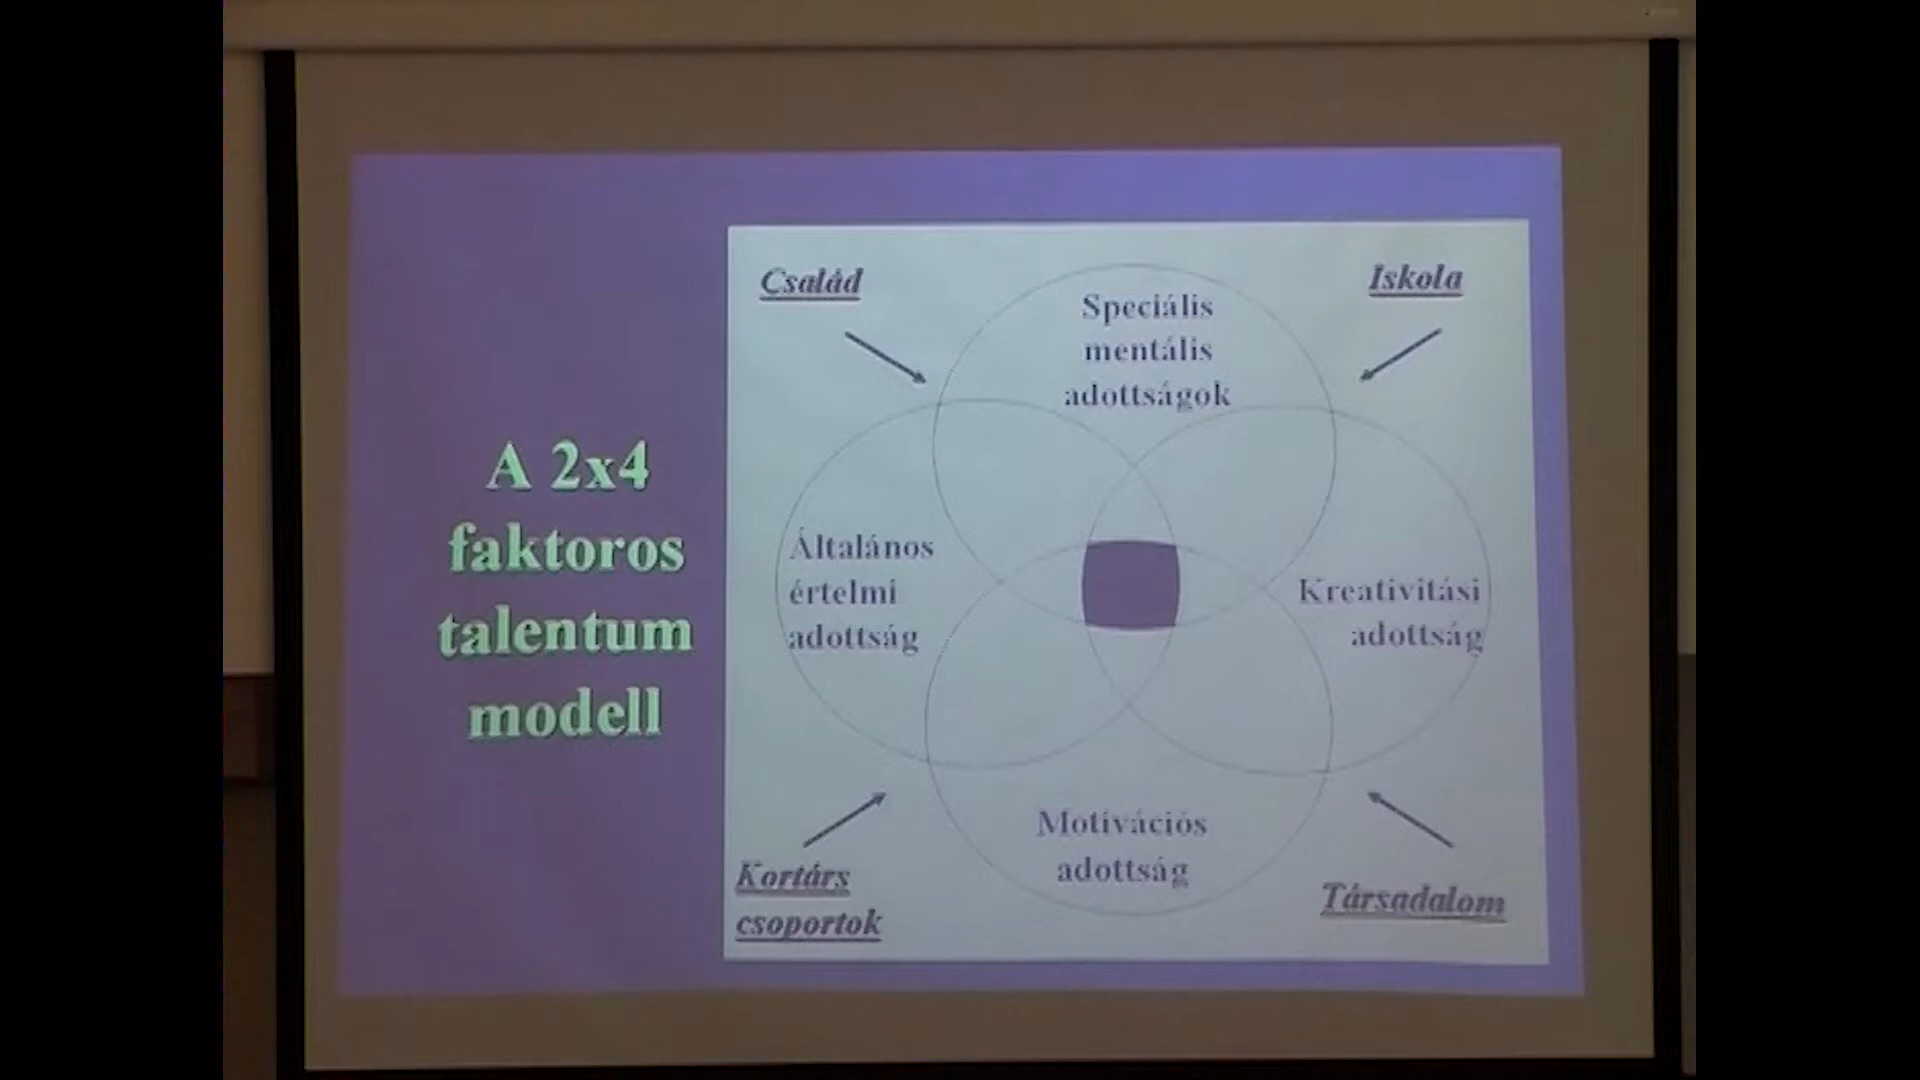 A 2x4
faktoros
talentum
modell
Család
Iskola
Speciális
mentális
adottságok
Általános
értelmi
adottság
Kreativitási
adottság
Motivációs
adottság
Kortárs
csoportok
Társadalom